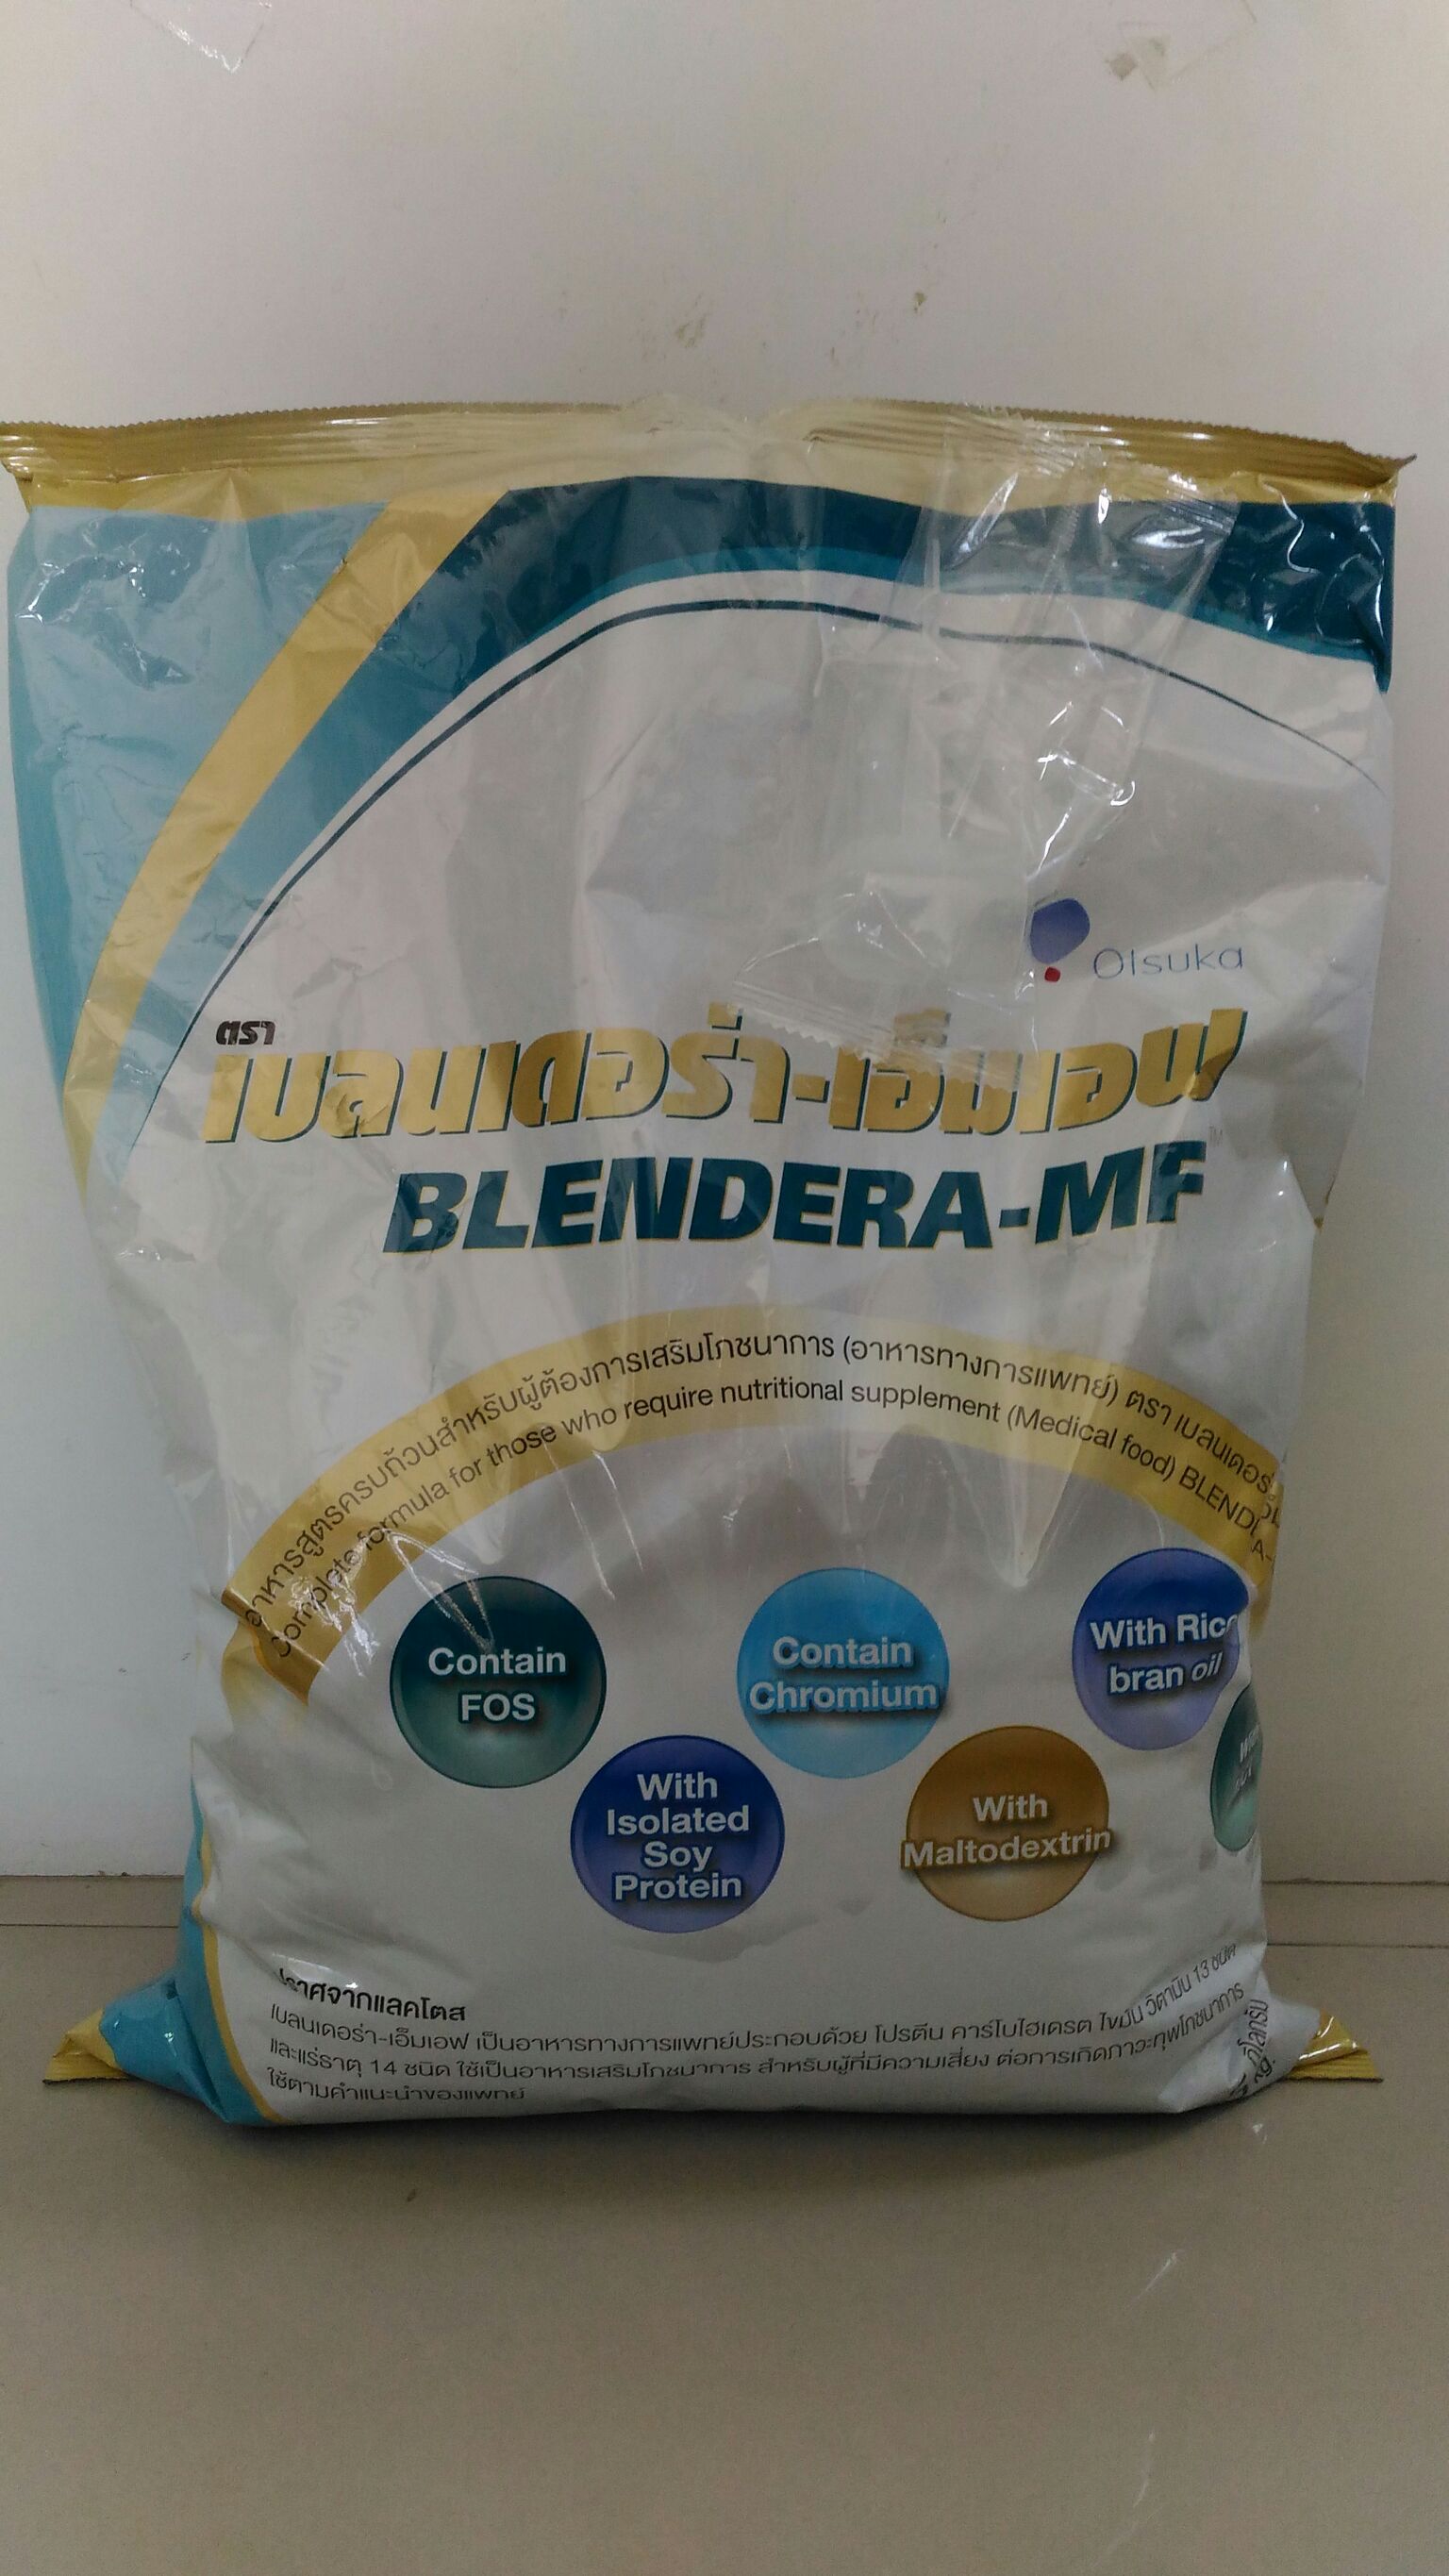 Otsuka
ตรา
เบลนเดอร่า-เอ็มเอฟ
BLENDERA-MF
TM
อาหารสูตรครบถ้วนสำหรับผู้ต้องการเสริมโภชนาการ (อาหารทางการแพทย์) ตรา เบลนเดอร่
Complete formula for those who require nutritional supplement (Medical food) BLENDE
Contain
FOS
Contain
Chromium
With Rice
bran oil
With
Isolated
Soy
Protein
With
Maltodextrin
ปราศจากแลคโตส
เบลนเดอร่า-เอ็มเอฟ เป็นอาหารทางการแพทย์ประกอบด้วย โปรตีน คาร์โบไฮเดรต ไขมัน วิตามิน 13 ชนิด
และแร่ธาตุ 14 ชนิด ใช้เป็นอาหารเสริมโภชนาการ สำหรับผู้ที่มีความเสี่ยง ต่อการเกิดภาวะทุพโภชนาการ
ใช้ตามคำแนะนำของแพทย์